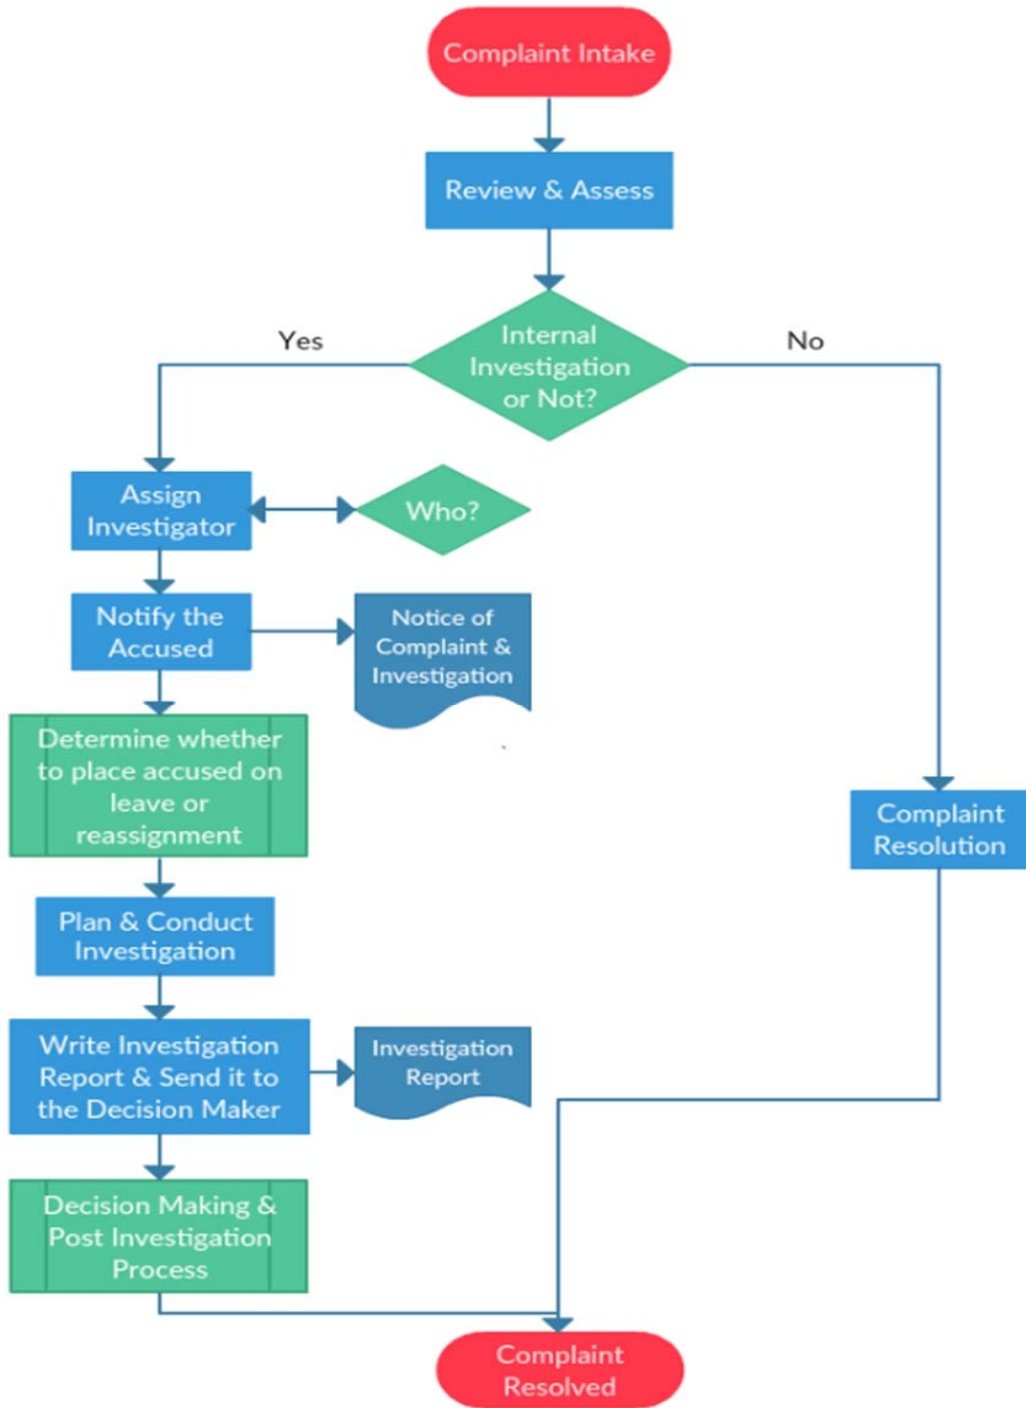 Complaint Intake
Review & Assess
Internal
Investigation
or Not?
Yes
No
Assign
Investigator
Who?
Notify the
Accused
Notice of
Complaint &
Investigation
Determine whether
to place accused on
leave or
reassignment
Complaint
Resolution
Plan & Conduct
Investigation
Write Investigation
Report & Send it to
the Decision Maker
Investigation
Report
Decision Making &
Post Investigation
Process
Complaint
Resolved